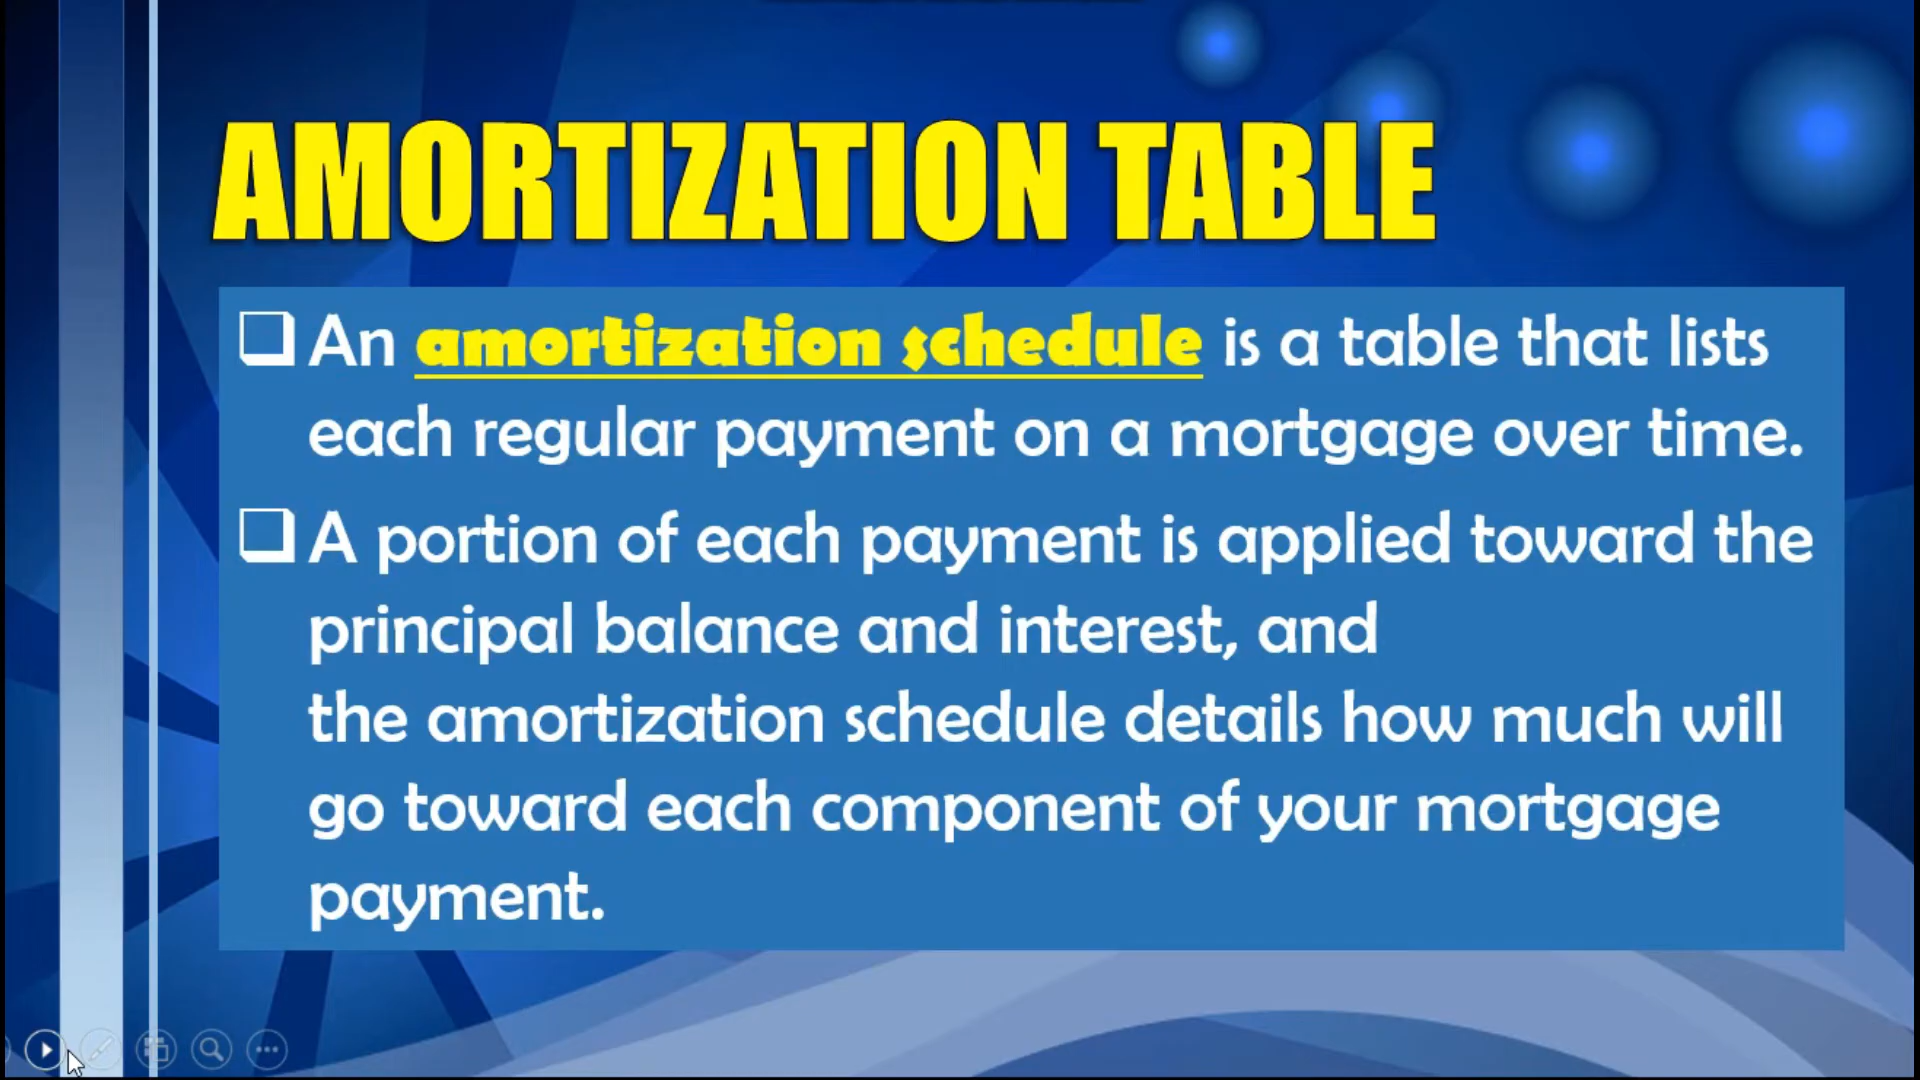 AMORTIZATION TABLE
An amortization schedule is a table that lists
each regular payment on a mortgage over time.
A portion of each payment is applied toward the
principal balance and interest, and
the amortization schedule details how much will
go toward each component of your mortgage
payment.